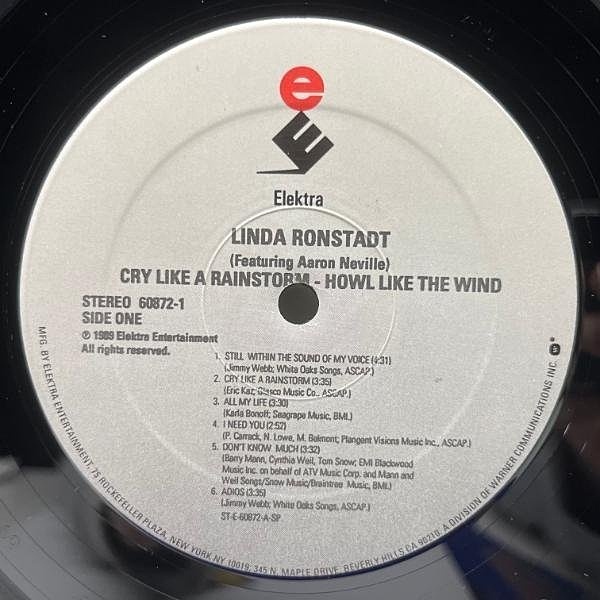 e
E
Elektra
LINDA RONSTADT
(Featuring Aaron Neville)
CRY LIKE A RAINSTORM - HOWL LIKE THE WIND
STEREO 60872-1
SIDE ONE
℗ 1989 Elektra Entertainment
All rights reserved.
1. STILL WITHIN THE SOUND OF MY VOICE (4:31)
(Jimmy Webb; White Oaks Songs, ASCAP.)
2. CRY LIKE A RAINSTORM (3:35)
(Eric Kaz; Glasco Music Co., ASCAP.)
3. ALL MY LIFE (3:30)
(Karla Bonoff; Seagrape Music, BMI.)
4. I NEED YOU (2:52)
(P. Carrack, N. Lowe, M. Belmont; Plangent Visions Music Inc., ASCAP.)
5. DON'T KNOW MUCH (3:32)
(Barry Mann, Cynthia Weil, Tom Snow; EMI Blackwood
Music Inc. on behalf of ATV Music Corp. and Mann and
Weil Songs/Snow Music/Braintree Music, BMI.)
6. ADIOS (3:35)
(Jimmy Webb; White Oaks Songs, ASCAP.)
ST-E-60872-A-SP
MFG. BY ELEKTRA ENTERTAINMENT, 75 ROCKEFELLER PLAZA, NEW YORK NY 10019, 345 N. MAPLE DRIVE, BEVERLY HILLS CA 90210. A DIVISION OF WARNER COMMUNICATIONS INC.